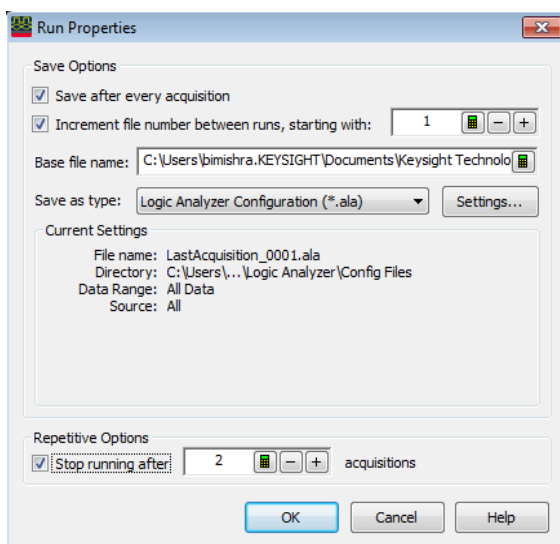 Run Properties
Save Options
Save after every acquisition
Increment file number between runs, starting with: 1
Base file name: C:\Users\bimishra.KEYSIGHT\Documents\Keysight Technolo
Save as type: Logic Analyzer Configuration (*.ala) Settings...
Current Settings
File name: LastAcquisition_0001.ala
Directory: C:\Users\...\Logic Analyzer\Config Files
Data Range: All Data
Source: All
Repetitive Options
Stop running after 2 acquisitions
OK Cancel Help